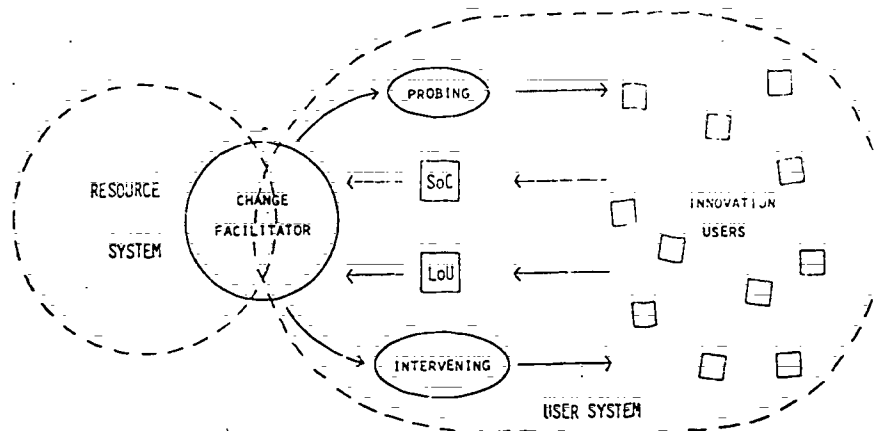 PROBING
RESOURCE
SYSTEM
CHANGE
FACILITATOR
SoC
LoU
INNOVATION
USERS
INTERVENING
USER SYSTEM